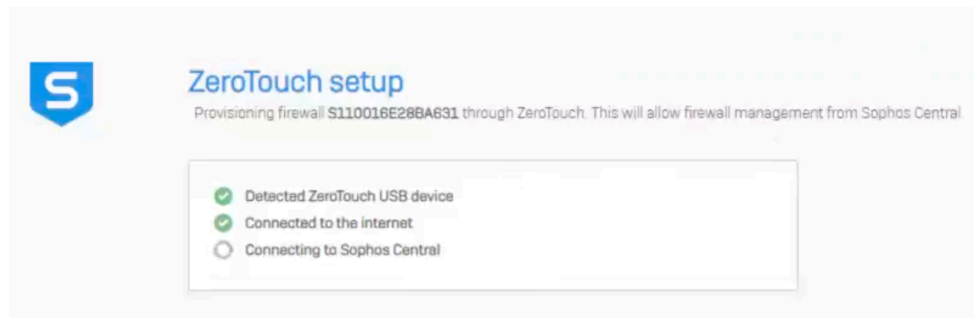 S
ZeroTouch setup
Provisioning firewall S110016E28BA631 through ZeroTouch. This will allow firewall management from Sophos Central.
Detected ZeroTouch USB device
Connected to the internet
Connecting to Sophos Central